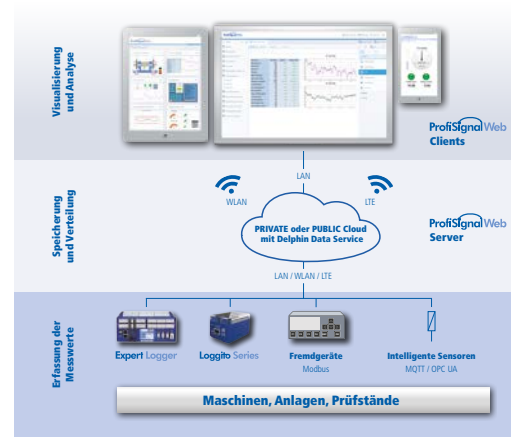 Visualisierung
und Analyse
ProfiSignal Web
Clients
LAN
WLAN
LTE
Speicherung
und Verteilung
PRIVATE oder PUBLIC Cloud
mit Delphin Data Service
ProfiSignal Web
Server
LAN / WLAN / LTE
Erfassung der
Messwerte
Expert Logger
Loggito Series
Fremdgeräte
Modbus
Intelligente Sensoren
MQTT / OPC UA
Maschinen, Anlagen, Prüfstände